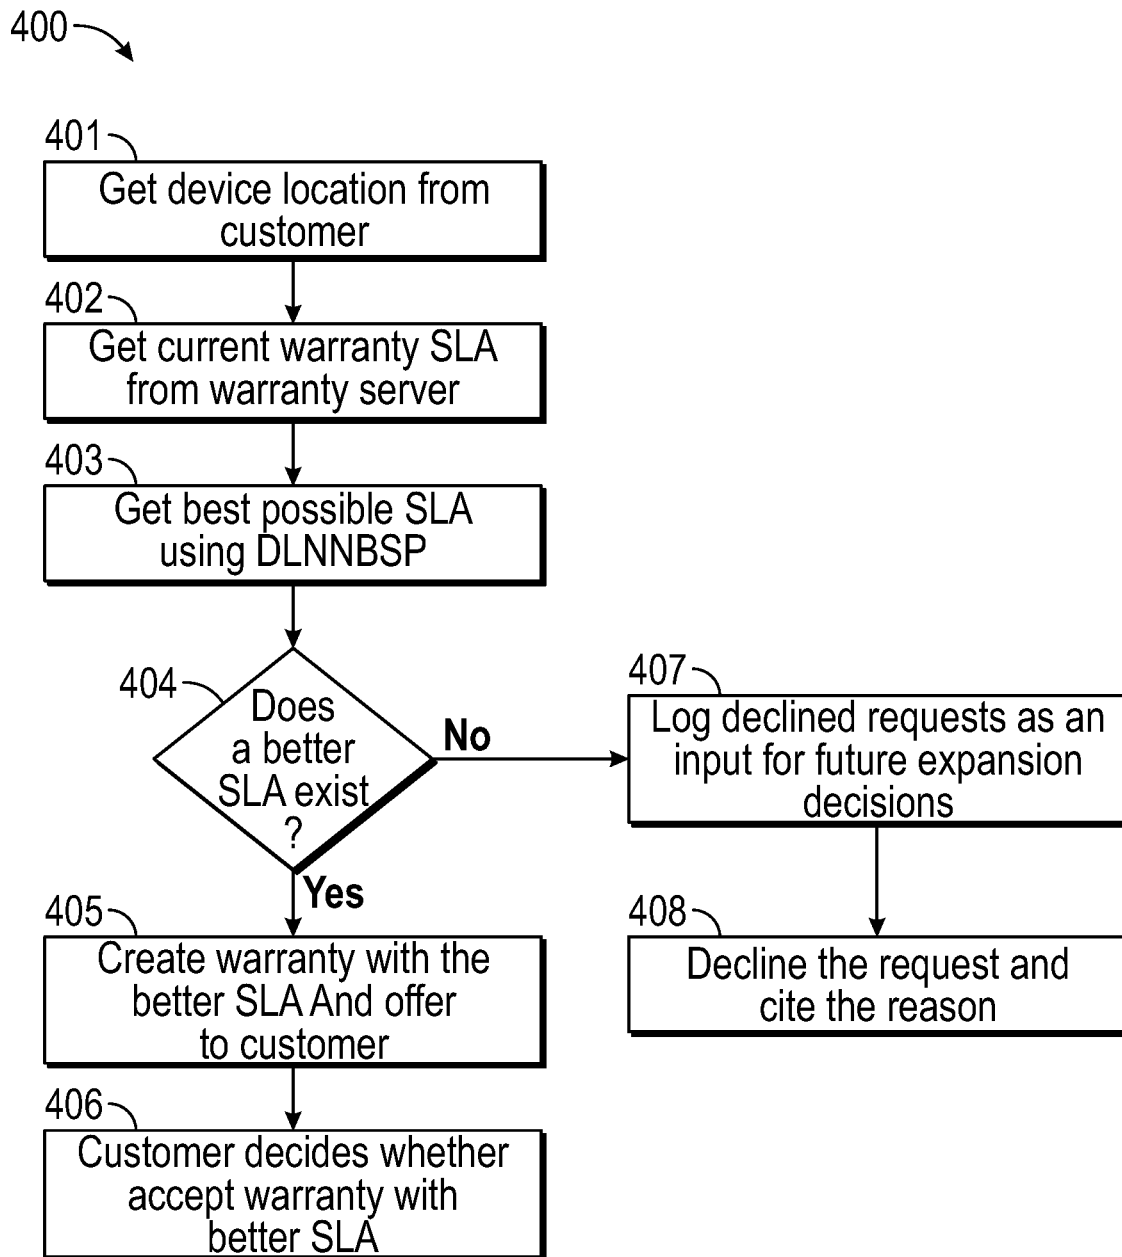 400
401
Get device location from
customer
402
Get current warranty SLA
from warranty server
403
Get best possible SLA
using DLNNBSP
404
Does
a better
SLA exist
?
No
Yes
407
Log declined requests as an
input for future expansion
decisions
408
Decline the request and
cite the reason
405
Create warranty with the
better SLA And offer
to customer
406
Customer decides whether
accept warranty with
better SLA